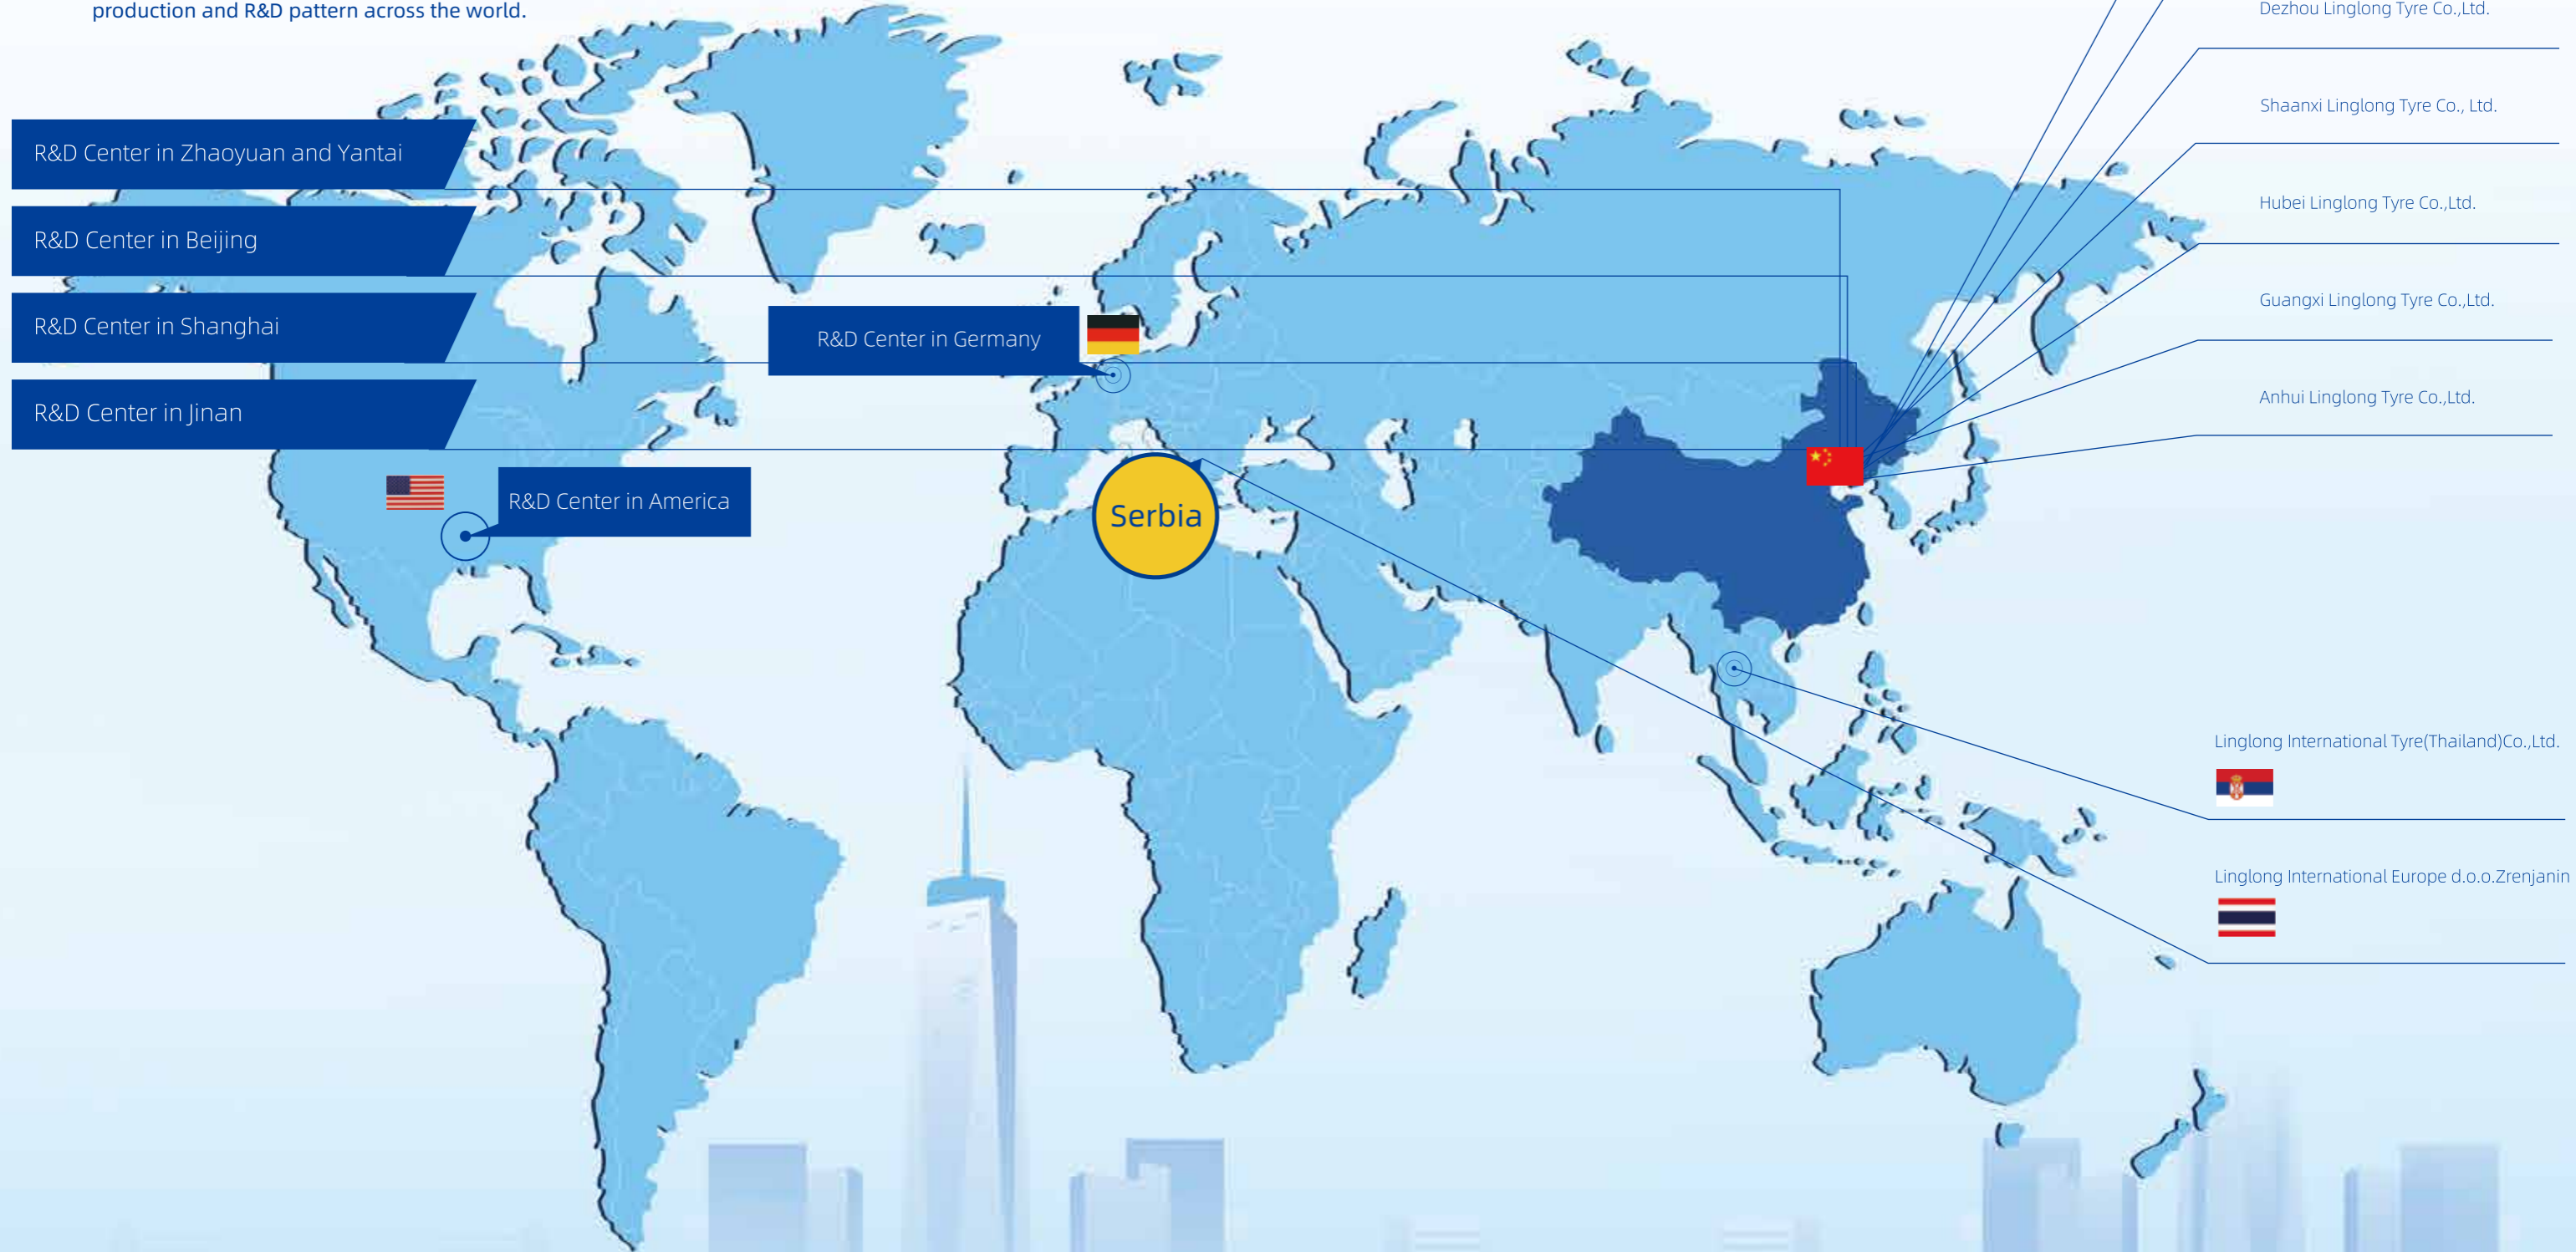 production and R&D pattern across the world.
R&D Center in Zhaoyuan and Yantai
R&D Center in Beijing
R&D Center in Shanghai
R&D Center in Jinan
R&D Center in Germany
R&D Center in America
Serbia
Dezhou Linglong Tyre Co.,Ltd.
Shaanxi Linglong Tyre Co., Ltd.
Hubei Linglong Tyre Co.,Ltd.
Guangxi Linglong Tyre Co.,Ltd.
Anhui Linglong Tyre Co.,Ltd.
Linglong International Tyre(Thailand)Co.,Ltd.
Linglong International Europe d.o.o.Zrenjanin